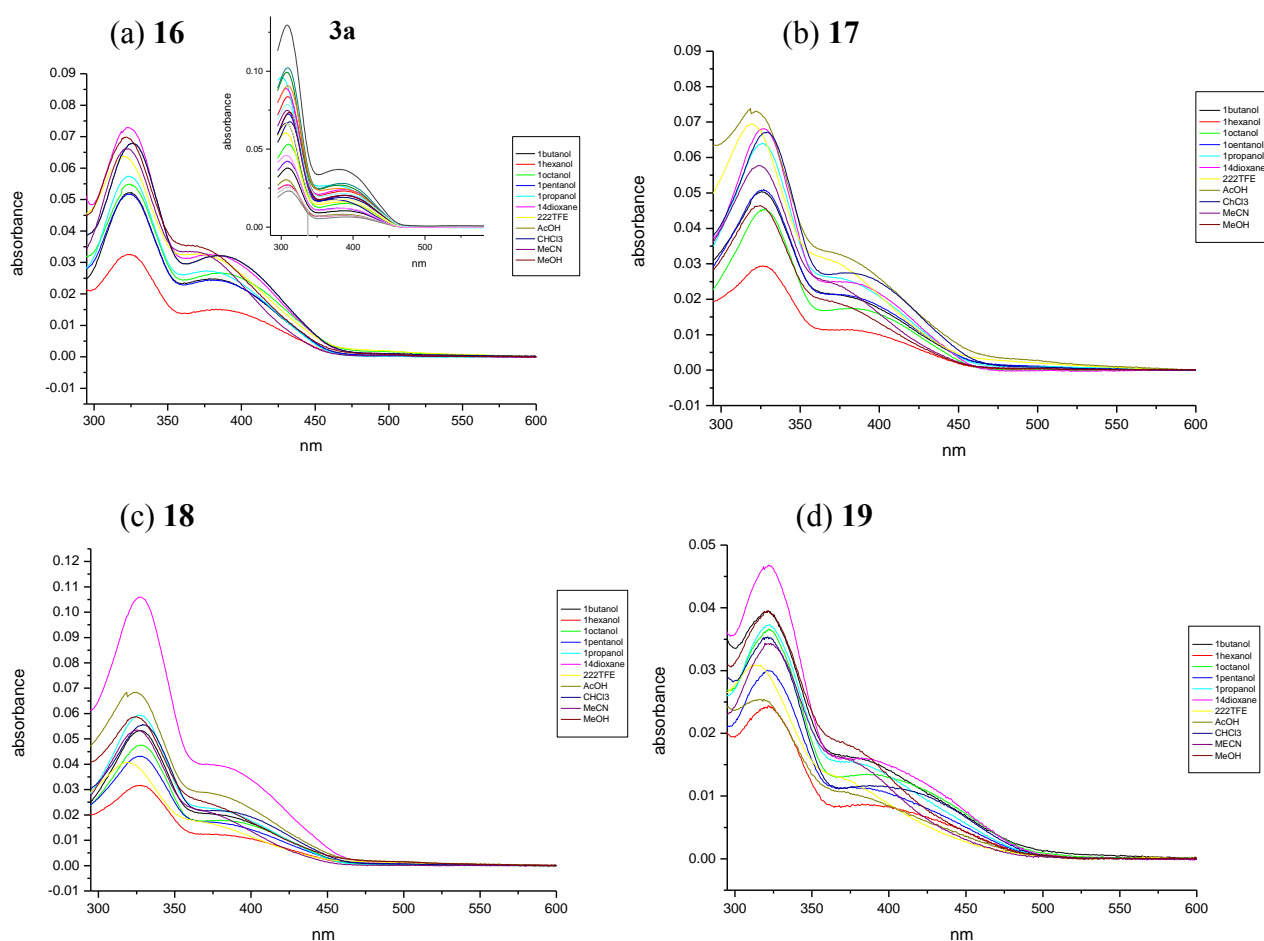 (a) 16
3a
absorbance
0.09
0.08
0.07
0.06
0.05
0.04
0.03
0.02
0.01
0.00
-0.01
300 350 400 450 500 550 600
nm
absorbance
0.10
0.05
0.00
300 400 500
nm
1butanol
1hexanol
1octanol
1pentanol
1propanol
14dioxane
222TFE
AcOH
CHCl3
MeCN
MeOH
(b) 17
absorbance
0.09
0.08
0.07
0.06
0.05
0.04
0.03
0.02
0.01
0.00
-0.01
300 350 400 450 500 550 600
nm
1butanol
1hexanol
1octanol
1oentanol
1propanol
14dioxane
222TFE
AcOH
ChCl3
MeCN
MeOH
(c) 18
absorbance
0.12
0.11
0.10
0.09
0.08
0.07
0.06
0.05
0.04
0.03
0.02
0.01
0.00
-0.01
300 350 400 450 500 550 600
nm
1butanol
1hexanol
1octanol
1pentanol
1propanol
14dioxane
222TFE
AcOH
CHCl3
MeCN
MeOH
(d) 19
absorbance
0.05
0.04
0.03
0.02
0.01
0.00
300 350 400 450 500 550 600
nm
1butanol
1hexanol
1octanol
1pentanol
1propanol
14dioxane
222TFE
AcOH
CHCl3
MECN
MeOH